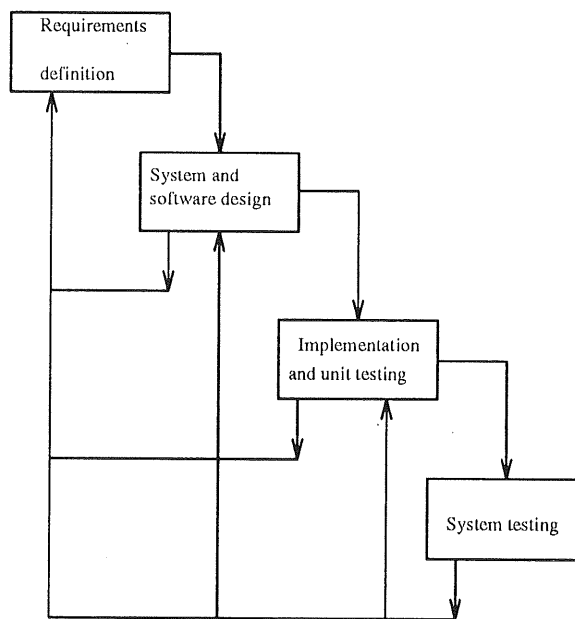 Requirements
definition
System and
software design
Implementation
and unit testing
System testing